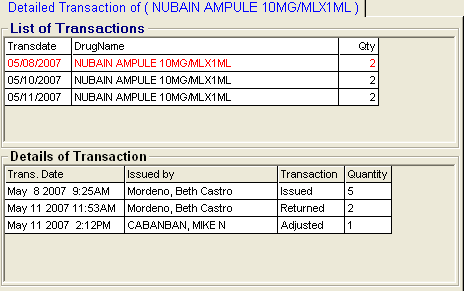 Detailed Transaction of ( NUBAIN AMPULE 10MG/MLX1ML )
List of Transactions
Transdate DrugName Qty
05/08/2007 NUBAIN AMPULE 10MG/MLX1ML 2
05/10/2007 NUBAIN AMPULE 10MG/MLX1ML 2
05/11/2007 NUBAIN AMPULE 10MG/MLX1ML 2
Details of Transaction
Trans. Date Issued by Transaction Quantity
May 8 2007 9:25AM Mordeno, Beth Castro Issued 5
May 11 2007 11:53AM Mordeno, Beth Castro Returned 2
May 11 2007 2:12PM CABANBAN, MIKE N Adjusted 1